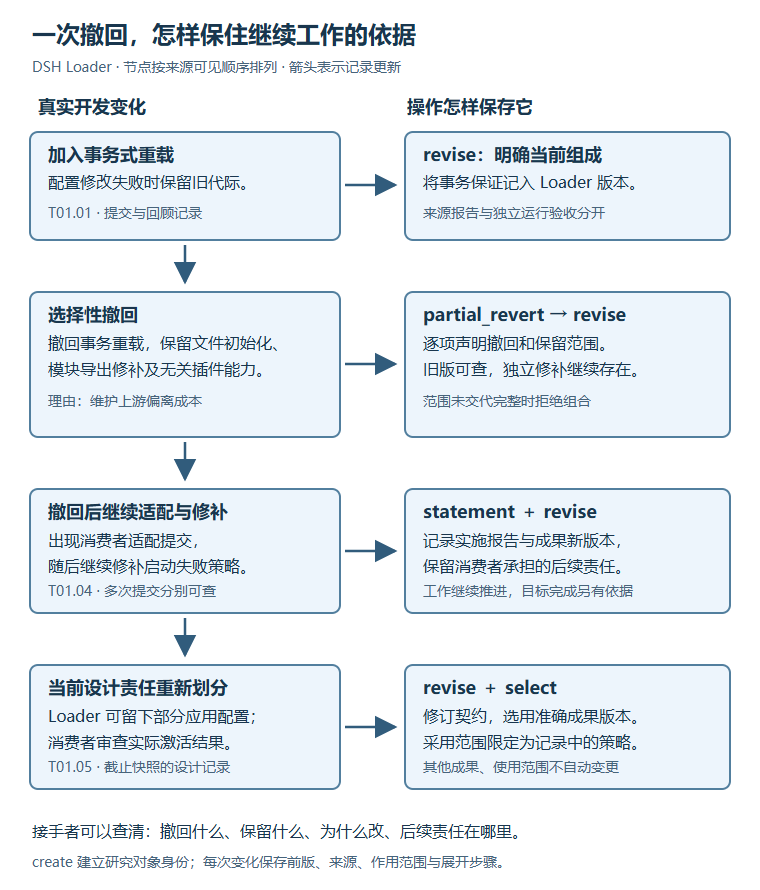 一次撤回，怎样保住继续工作的依据
DSH Loader · 节点按来源可见顺序排列 · 箭头表示记录更新
真实开发变化
操作怎样保存它
加入事务式重载
配置修改失败时保留旧代际。
T01.01 · 提交与回顾记录
revise：明确当前组成
将事务保证记入 Loader 版本。
来源报告与独立运行验收分开
选择性撤回
撤回事务重载，保留文件初始化、
模块导出修补及无关插件能力。
理由：维护上游偏离成本
partial_revert → revise
逐项声明撤回和保留范围。
旧版可查，独立修补继续存在。
范围未交代完整时拒绝组合
撤回后继续适配与修补
出现消费者适配提交，
随后继续修补启动失败策略。
T01.04 · 多次提交分别可查
statement + revise
记录实施报告与成果新版本，
保留消费者承担的后续责任。
工作继续推进，目标完成另有依据
当前设计责任重新划分
Loader 可留下部分应用配置；
消费者审查实际激活结果。
T01.05 · 截止快照的设计记录
revise + select
修订契约，选用准确成果版本。
采用范围限定为记录中的策略。
其他成果、使用范围不自动变更
接手者可以查清：撤回什么、保留什么、为什么改、后续责任在哪里。
create 建立研究对象身份；每次变化保存前版、来源、作用范围与展开步骤。